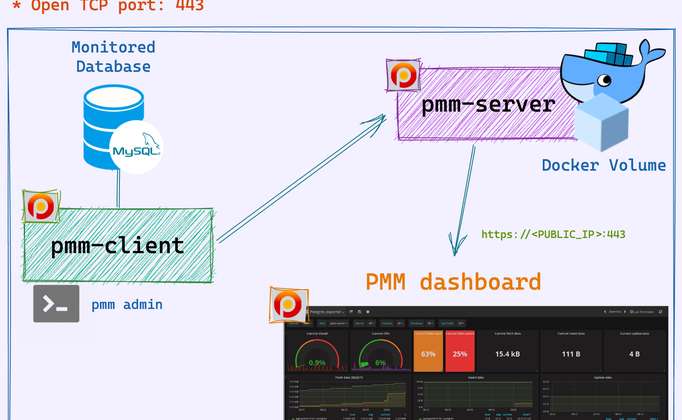 * Open TCP port: 443
Monitored
Database
MySQL
pmm-server
Docker Volume
pmm-client
https://<PUBLIC_IP>:443
pmm admin
PMM dashboard
0.9%
6%
63%
25%
15.4 kB
111 B
4 B